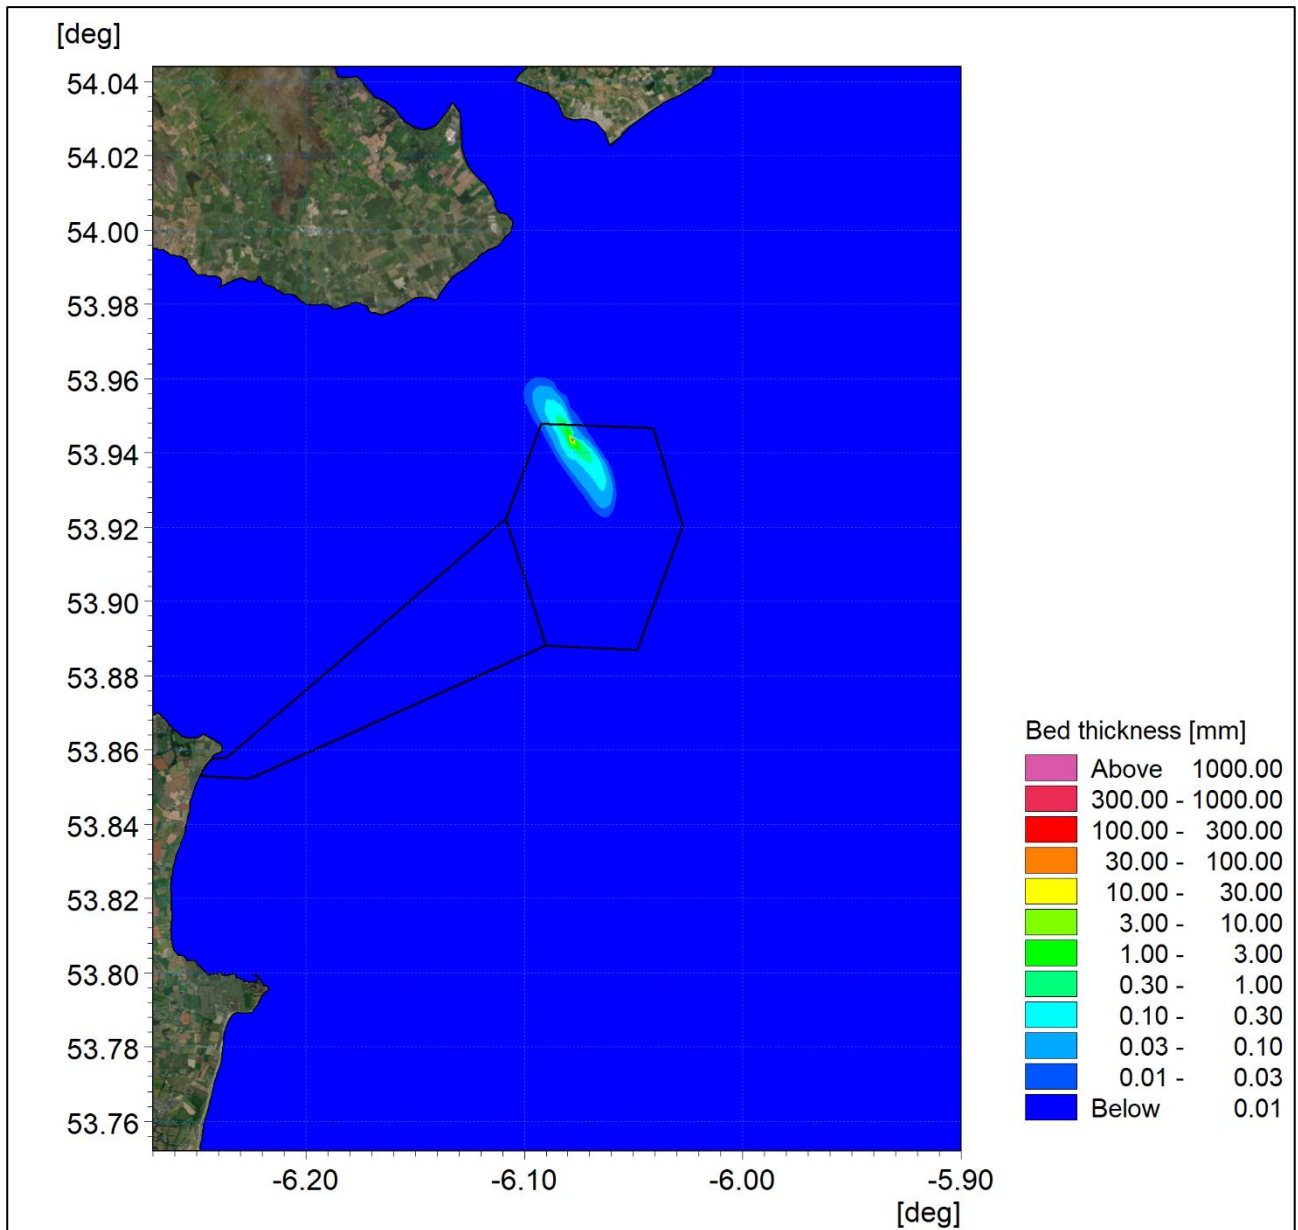 [deg]
54.04
54.02
54.00
53.98
53.96
53.94
53.92
53.90
53.88
53.86
53.84
53.82
53.80
53.78
53.76
-6.20 -6.10 -6.00 -5.90
[deg]
Bed thickness [mm]
Above 1000.00
300.00 - 1000.00
100.00 - 300.00
30.00 - 100.00
10.00 - 30.00
3.00 - 10.00
1.00 - 3.00
0.30 - 1.00
0.10 - 0.30
0.03 - 0.10
0.01 - 0.03
Below 0.01